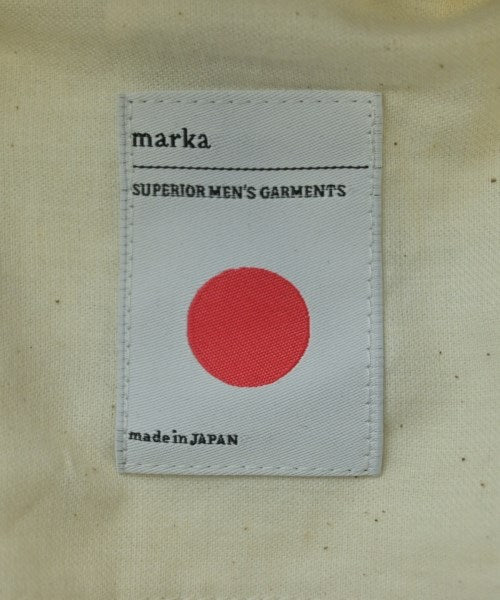 marka
SUPERIOR MEN'S GARMENTS
made in JAPAN